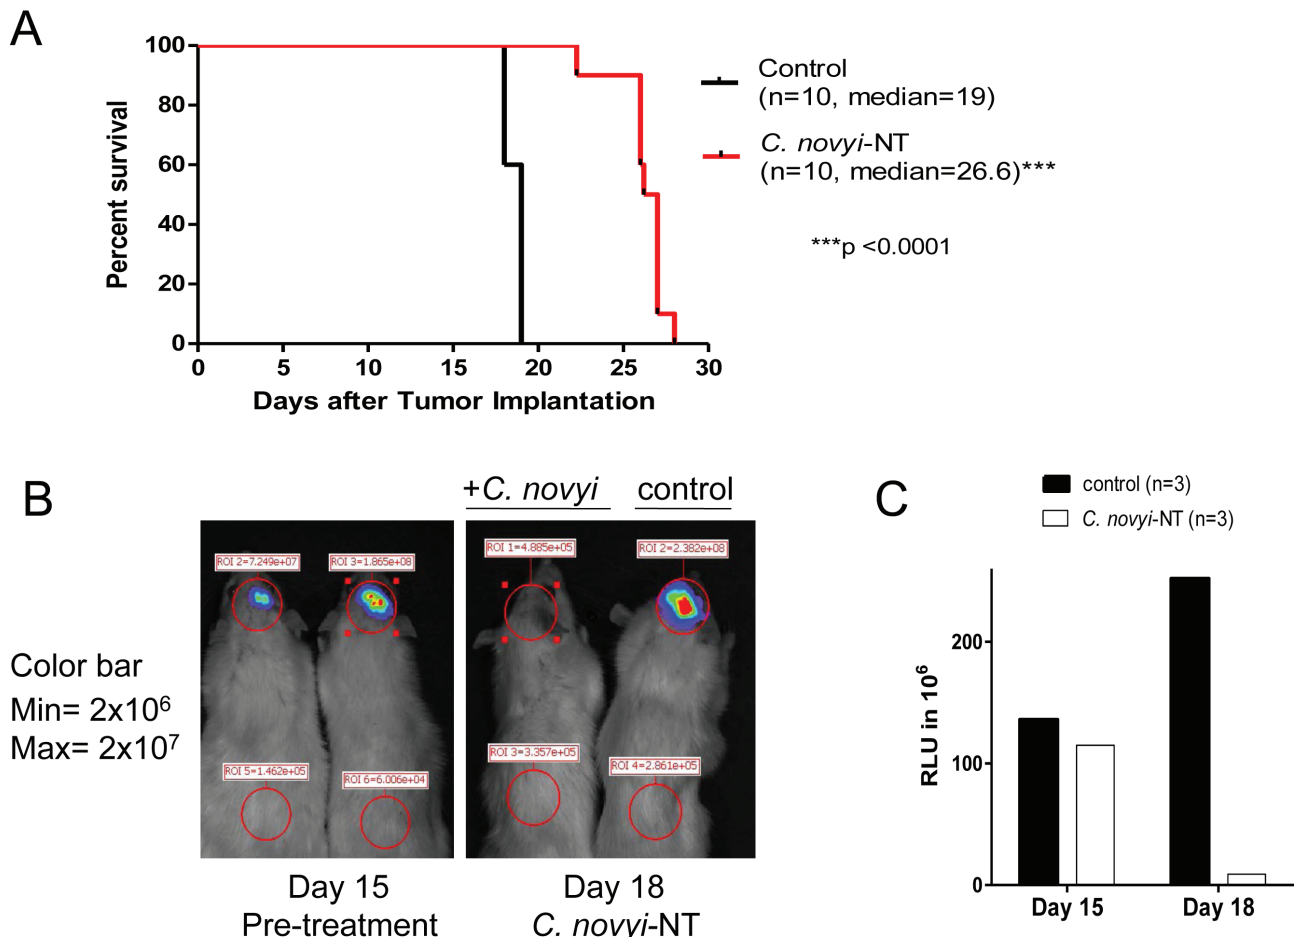 A
100
80
60
40
20
0
Percent survival
0 5 10 15 20 25 30
Days after Tumor Implantation
Control
(n=10, median=19)
C. novyi-NT
(n=10, median=26.6)***
***p <0.0001
B
+C. novyi control
ROI 2=7.249e+07 ROI 3=1.865e+08
ROI 1=4.885e+05 ROI 2=2.382e+08
Color bar
Min= 2x10⁶
Max= 2x10⁷
ROI 5=1.462e+05 ROI 6=6.006e+04
ROI 3=3.357e+05 ROI 4=2.861e+05
Day 15
Pre-treatment
Day 18
C. novyi-NT
C
control (n=3)
C. novyi-NT (n=3)
RLU in 10⁶
200
100
0
Day 15 Day 18